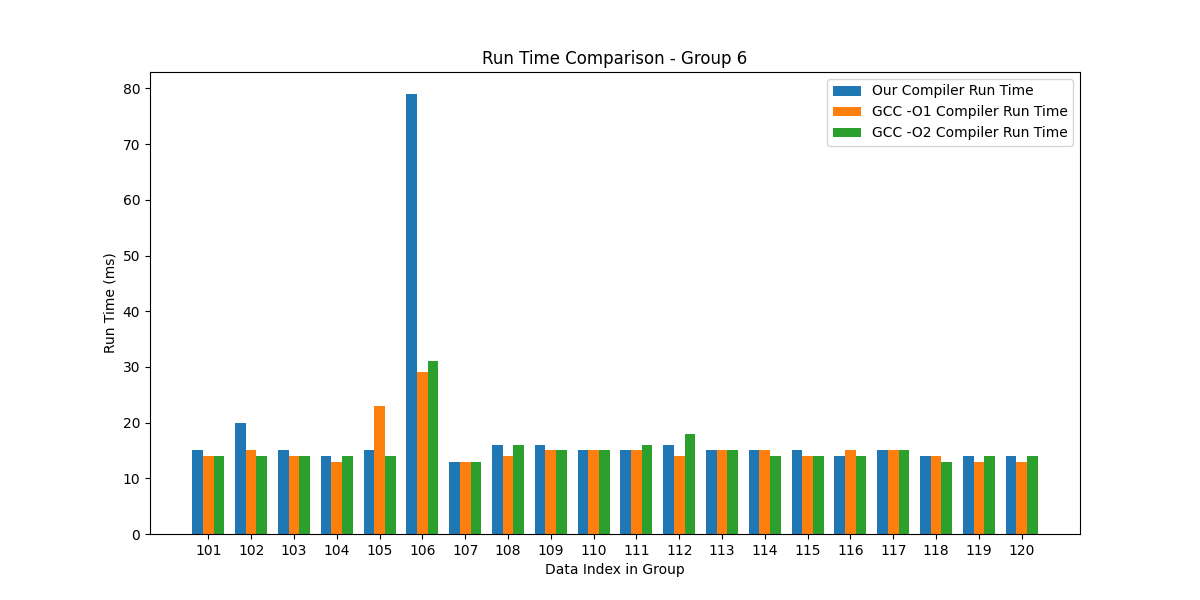 Run Time Comparison - Group 6
Our Compiler Run Time
GCC -O1 Compiler Run Time
GCC -O2 Compiler Run Time
Run Time (ms)
80
70
60
50
40
30
20
10
0
101 102 103 104 105 106 107 108 109 110 111 112 113 114 115 116 117 118 119 120
Data Index in Group